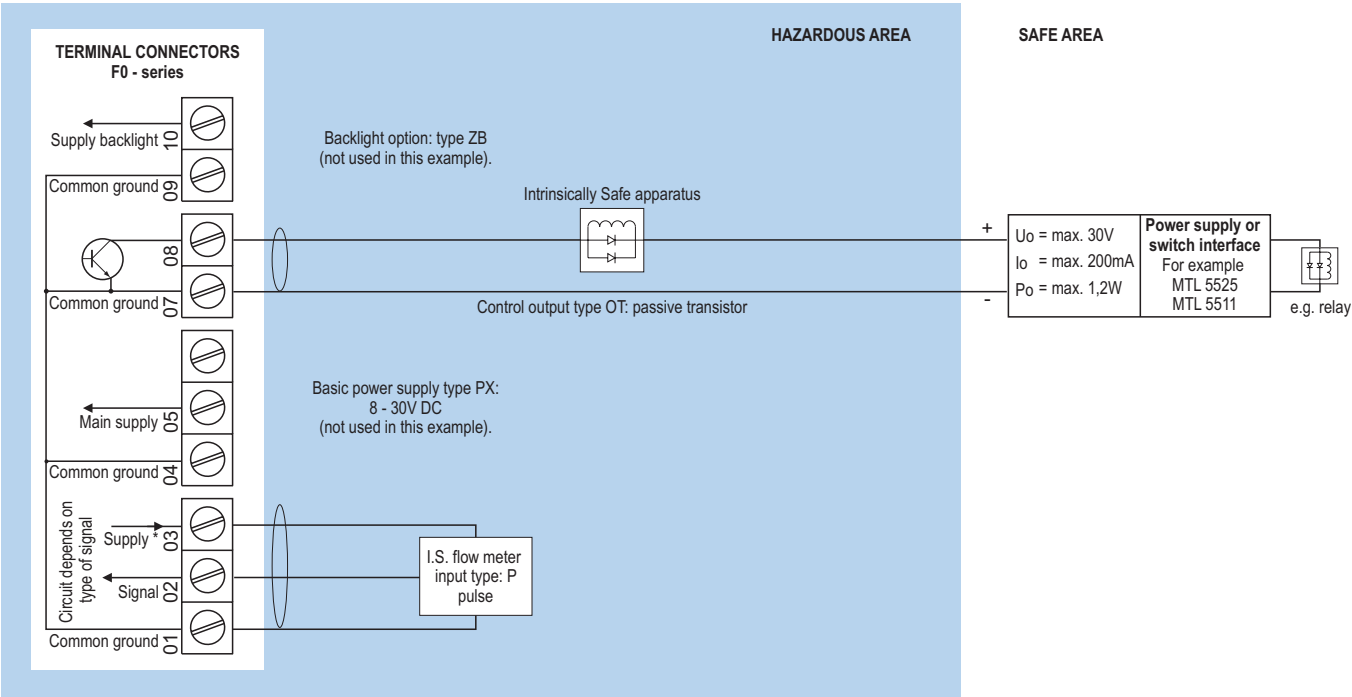 HAZARDOUS AREA
SAFE AREA
TERMINAL CONNECTORS
F0 - series
Supply backlight
10
Common ground
09
08
Common ground
07
Main supply
05
Common ground
04
Circuit depends on
type of signal
Supply *
03
Signal
02
Common ground
01
Backlight option: type ZB
(not used in this example).
Intrinsically Safe apparatus
Control output type OT: passive transistor
Basic power supply type PX:
8 - 30V DC
(not used in this example).
I.S. flow meter
input type: P
pulse
+
-
Uo = max. 30V
Io = max. 200mA
Po = max. 1,2W
Power supply or
switch interface
For example
MTL 5525
MTL 5511
e.g. relay